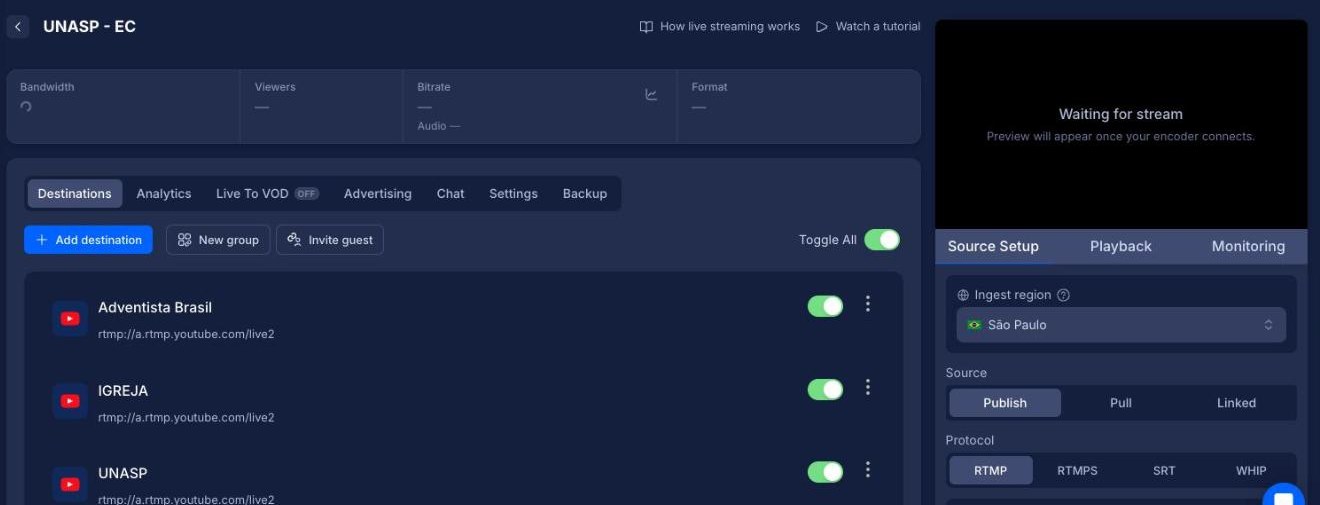 UNASP - EC
How live streaming works
Watch a tutorial
Bandwidth
Viewers
—
Bitrate
—
Audio —
Format
—
Destinations
Analytics
Live To VOD OFF
Advertising
Chat
Settings
Backup
+ Add destination
New group
Invite guest
Toggle All
Adventista Brasil
rtmp://a.rtmp.youtube.com/live2
IGREJA
rtmp://a.rtmp.youtube.com/live2
UNASP
rtmp://a.rtmp.youtube.com/live2
Waiting for stream
Preview will appear once your encoder connects.
Source Setup
Playback
Monitoring
Ingest region
São Paulo
Source
Publish
Pull
Linked
Protocol
RTMP
RTMPS
SRT
WHIP